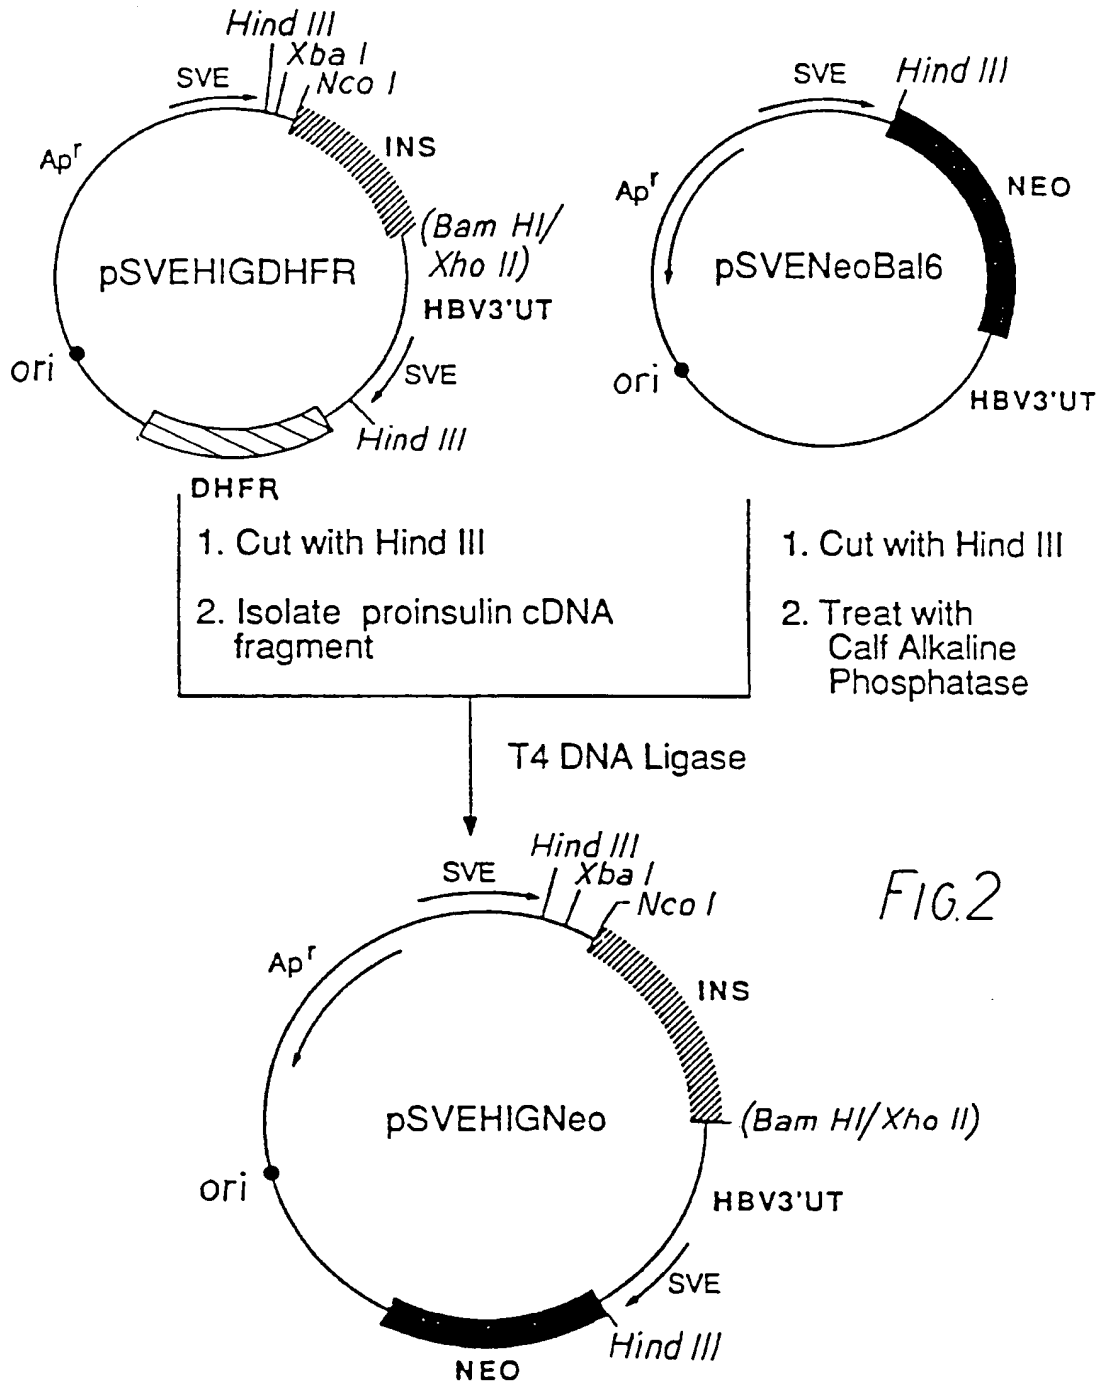 Hind III
Xba I
Nco I
SVE
INS
Ap^r
(Bam HI/
Xho II)
pSVEHIGDHFR
HBV3'UT
SVE
ori
Hind III
DHFR
SVE
Hind III
NEO
Ap^r
pSVENeoBal6
ori
HBV3'UT
1. Cut with Hind III
2. Isolate proinsulin cDNA
fragment
1. Cut with Hind III
2. Treat with
Calf Alkaline
Phosphatase
T4 DNA Ligase
SVE
Hind III
Xba I
Nco I
FIG.2
Ap^r
INS
pSVEHIGNeo
(Bam HI/Xho II)
ori
HBV3'UT
SVE
Hind III
NEO